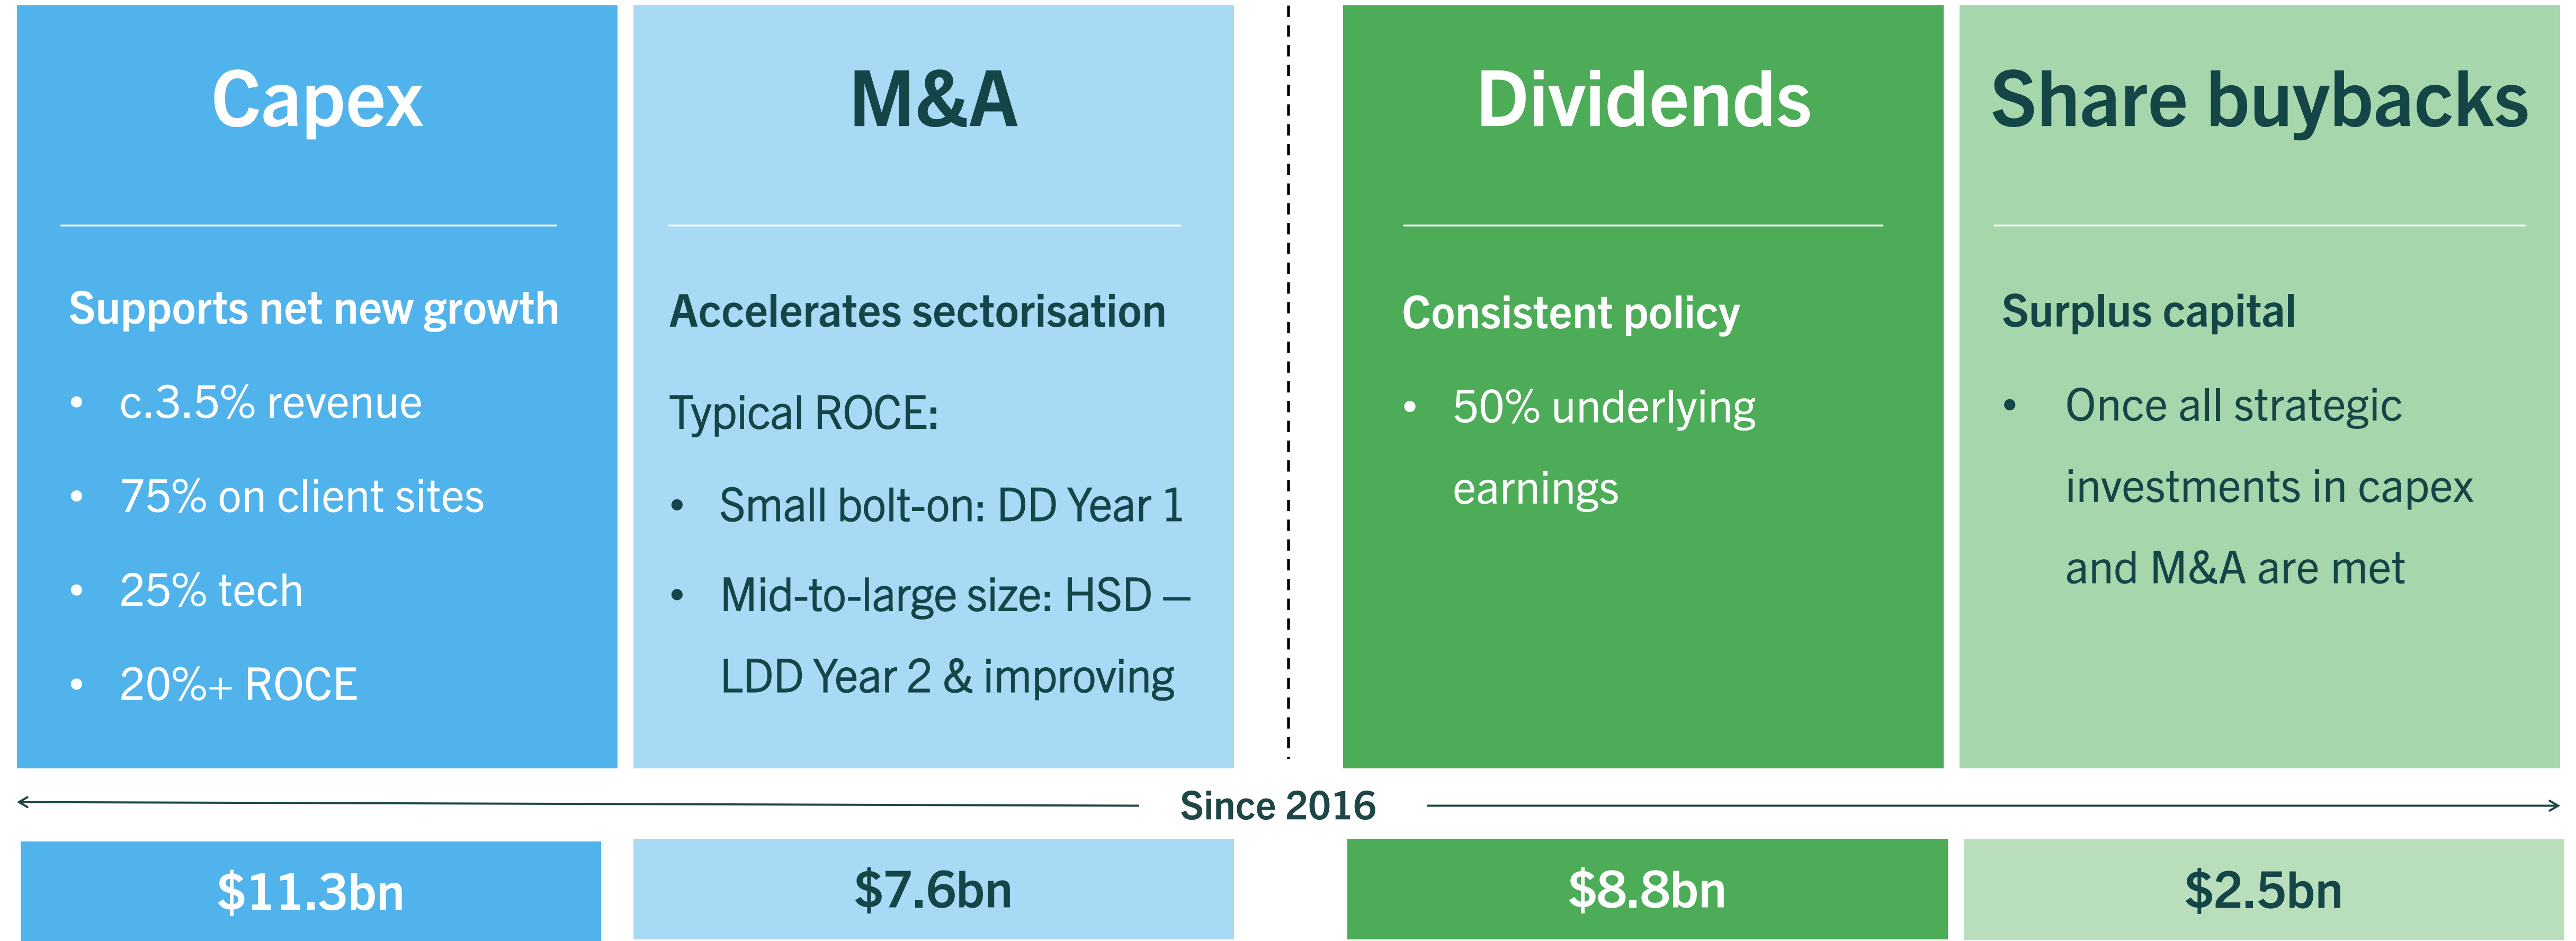 Capex
Supports net new growth
• c.3.5% revenue
• 75% on client sites
• 25% tech
• 20%+ ROCE
M&A
Accelerates sectorisation
Typical ROCE:
• Small bolt-on: DD Year 1
• Mid-to-large size: HSD –
LDD Year 2 & improving
Dividends
Consistent policy
• 50% underlying
earnings
Share buybacks
Surplus capital
• Once all strategic
investments in capex
and M&A are met
Since 2016
$11.3bn
$7.6bn
$8.8bn
$2.5bn